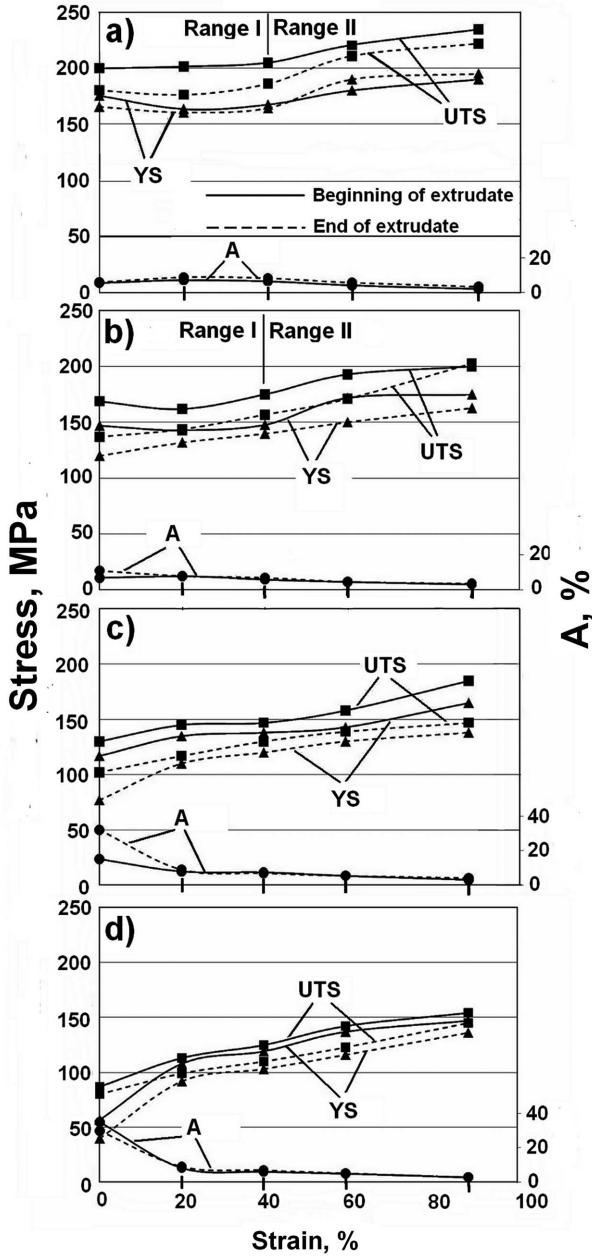 250
a)
Range I
Range II
200
150
YS
UTS
100
Beginning of extrudate
50
End of extrudate
A
20
0
0
250
b)
Range I
Range II
200
150
UTS
YS
100
50
A
20
0
0
Stress, MPa
A, %
250
c)
200
UTS
150
100
YS
50
A
40
20
0
0
250
d)
200
UTS
150
100
YS
50
A
40
20
0
0
0
20
40
60
80
100
Strain, %